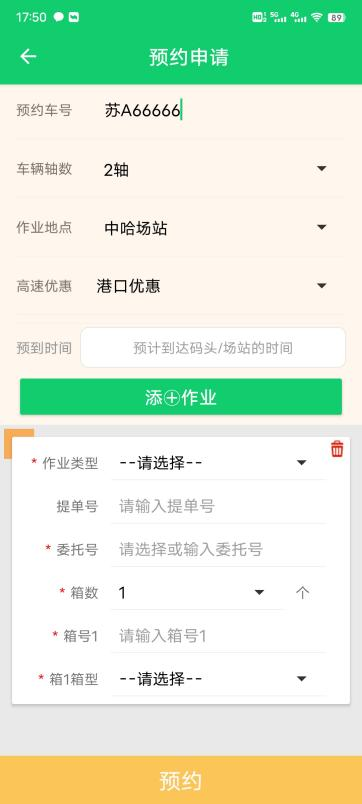 17:50 HD 5G 4G 89
预约申请
预约车号 苏A66666
车辆轴数 2轴
作业地点 中哈场站
高速优惠 港口优惠
预到时间 预计到达码头/场站的时间
添⊕作业
* 作业类型 --请选择--
提单号 请输入提单号
* 委托号 请选择或输入委托号
* 箱数 1 个
* 箱号1 请输入箱号1
* 箱1箱型 --请选择--
预约